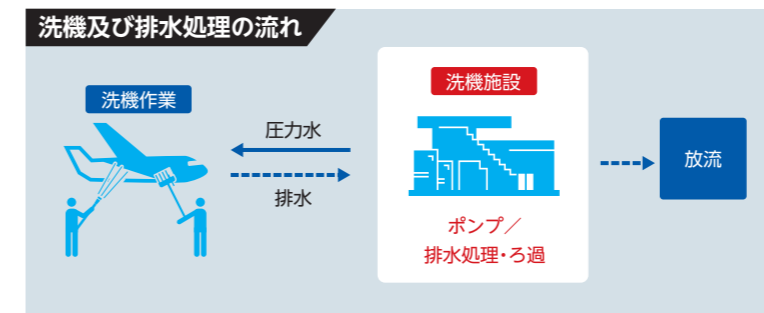 洗機及び排水処理の流れ
洗機作業
圧力水
排水
洗機施設
ポンプ／
排水処理・ろ過
放流